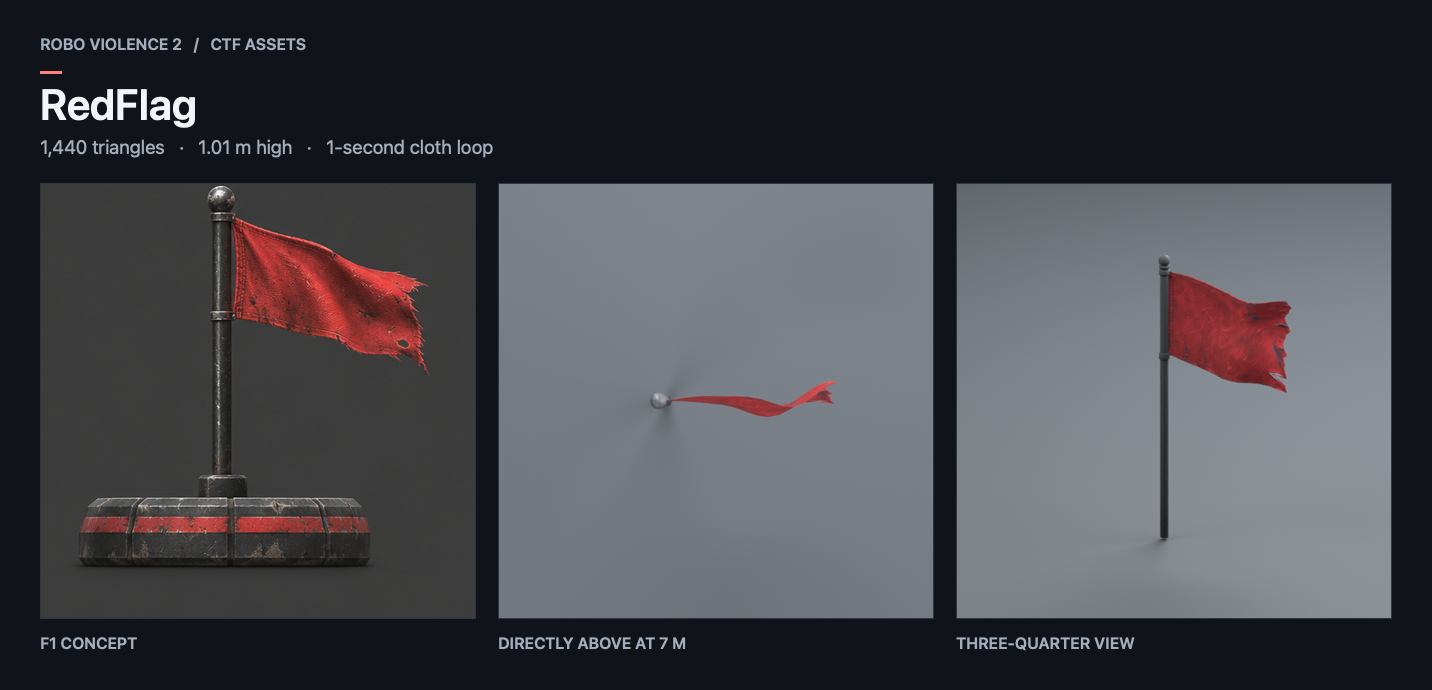 ROBO VIOLENCE 2 / CTF ASSETS
RedFlag
1,440 triangles · 1.01 m high · 1-second cloth loop
F1 CONCEPT
DIRECTLY ABOVE AT 7 M
THREE-QUARTER VIEW